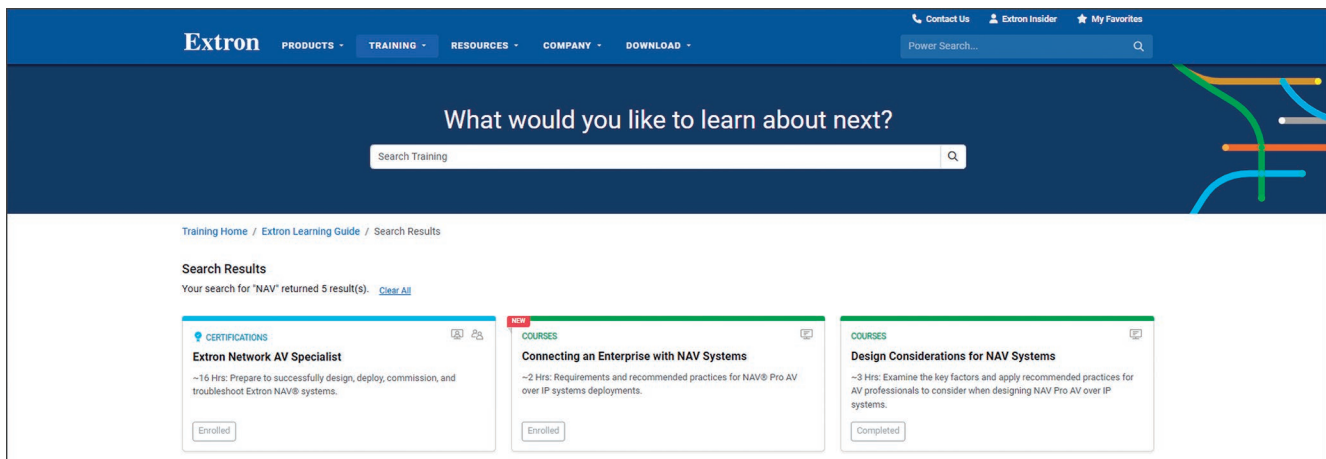 Contact Us Extron Insider My Favorites
Extron PRODUCTS TRAINING RESOURCES COMPANY DOWNLOAD Power Search...
What would you like to learn about next?
Search Training
Training Home / Extron Learning Guide / Search Results
Search Results
Your search for "NAV" returned 5 result(s). Clear All
CERTIFICATIONS
Extron Network AV Specialist
~16 Hrs: Prepare to successfully design, deploy, commission, and
troubleshoot Extron NAV® systems.
Enrolled
NEW
COURSES
Connecting an Enterprise with NAV Systems
~2 Hrs: Requirements and recommended practices for NAV® Pro AV
over IP systems deployments.
Enrolled
COURSES
Design Considerations for NAV Systems
~3 Hrs: Examine the key factors and apply recommended practices for
AV professionals to consider when designing NAV Pro AV over IP
systems.
Completed